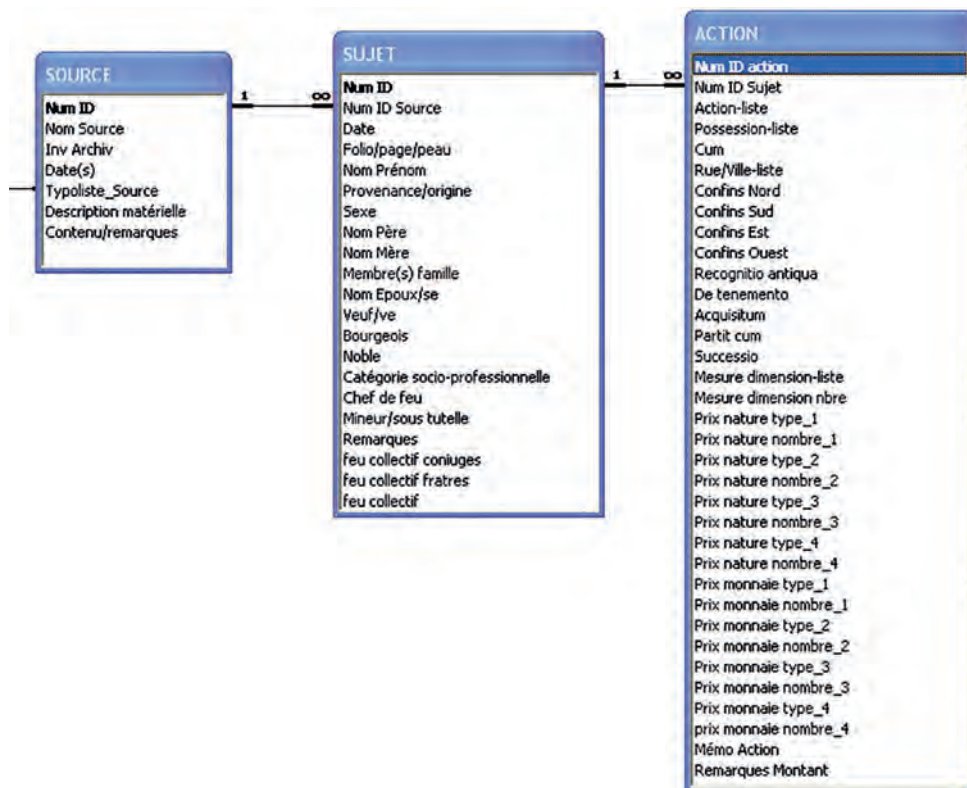 SOURCE
Num ID
Nom Source
Inv Archiv
Date(s)
Typoliste_Source
Description matérielle
Contenu/remarques
1
∞
SUJET
Num ID
Num ID Source
Date
Folio/page/peau
Nom Prénom
Provenance/origine
Sexe
Nom Père
Nom Mère
Membre(s) famille
Nom Epoux/se
Veuf/ve
Bourgeois
Noble
Catégorie socio-professionnelle
Chef de feu
Mineur/sous tutelle
Remarques
feu collectif coniuges
feu collectif fratres
feu collectif
1
∞
ACTION
Num ID action
Num ID Sujet
Action-liste
Possession-liste
Cum
Rue/Ville-liste
Confins Nord
Confins Sud
Confins Est
Confins Ouest
Recognitio antiqua
De tenemento
Acquisitum
Partit cum
Successio
Mesure dimension-liste
Mesure dimension nbre
Prix nature type_1
Prix nature nombre_1
Prix nature type_2
Prix nature nombre_2
Prix nature type_3
Prix nature nombre_3
Prix nature type_4
Prix nature nombre_4
Prix monnaie type_1
Prix monnaie nombre_1
Prix monnaie type_2
Prix monnaie nombre_2
Prix monnaie type_3
Prix monnaie nombre_3
Prix monnaie type_4
prix monnaie nombre_4
Mémo Action
Remarques Montant